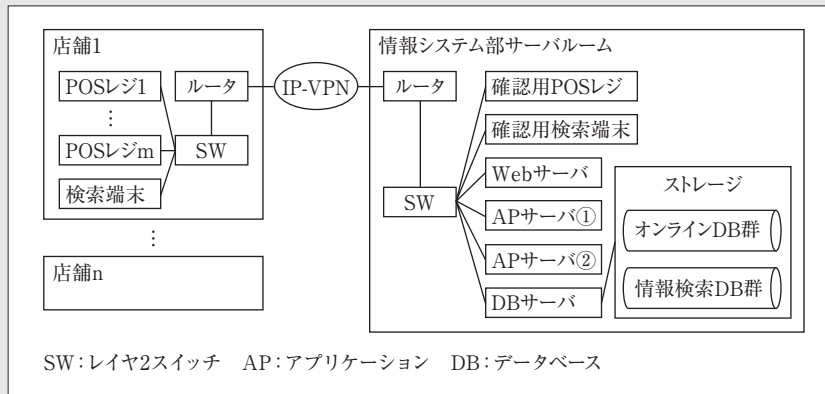 店舗1
POSレジ1
⋮
POSレジm
検索端末
ルータ
SW
⋮
店舗n
IP-VPN
情報システム部サーバルーム
ルータ
SW
確認用POSレジ
確認用検索端末
Webサーバ
APサーバ①
APサーバ②
DBサーバ
ストレージ
オンラインDB群
情報検索DB群
SW：レイヤ2スイッチ　AP：アプリケーション　DB：データベース